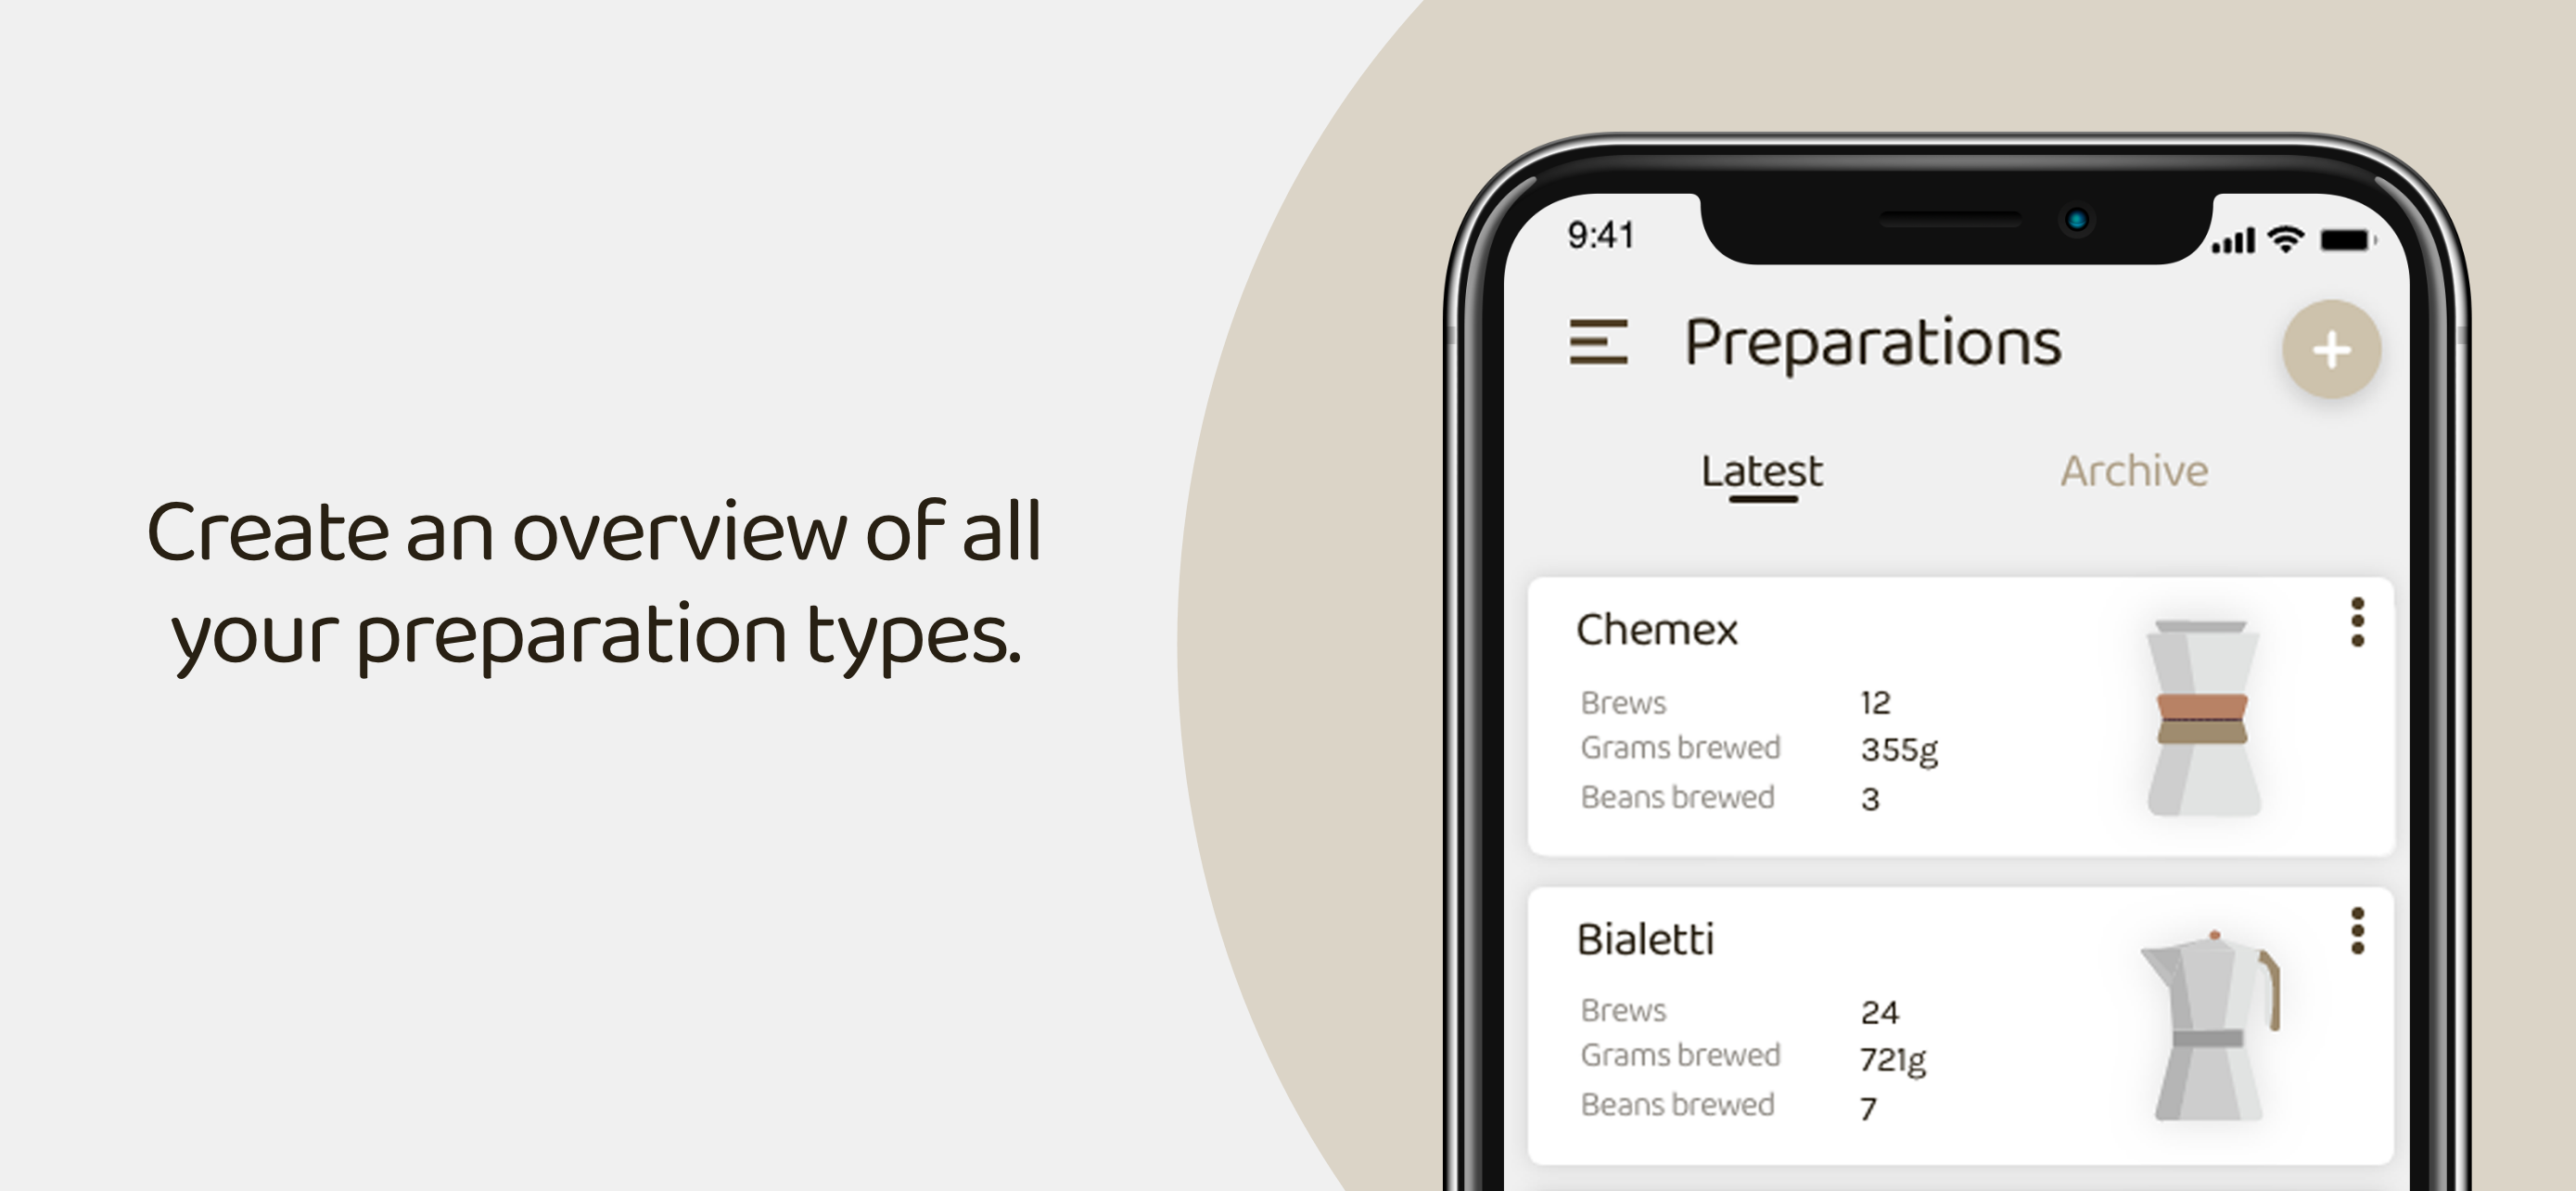 Create an overview of all
your preparation types.
9:41
Preparations
Latest Archive
Chemex
Brews 12
Grams brewed 355g
Beans brewed 3
Bialetti
Brews 24
Grams brewed 721g
Beans brewed 7